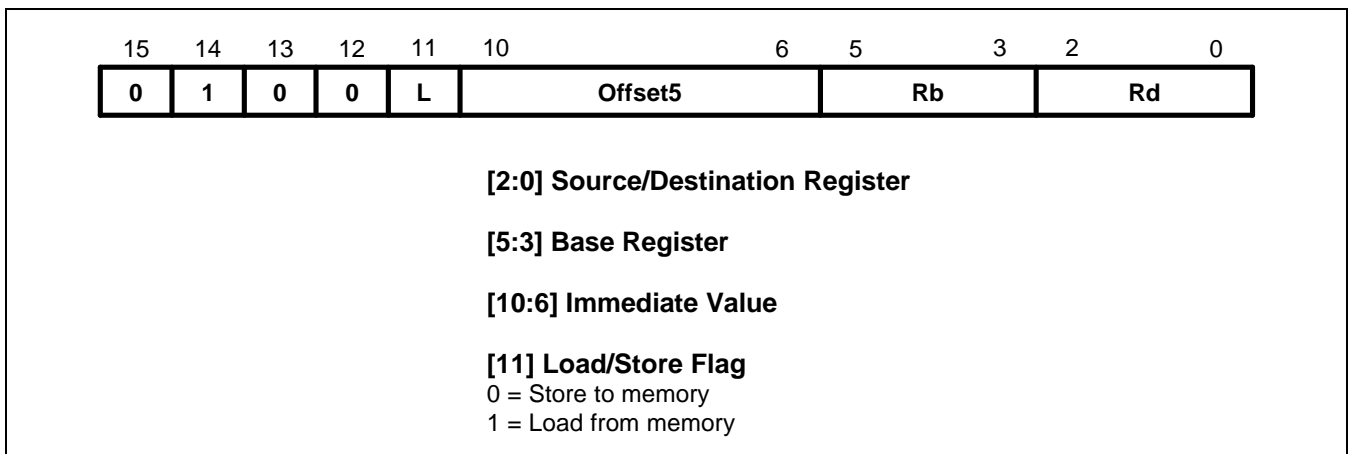 15 14 13 12 11 10 6 5 3 2 0
0 1 0 0 L Offset5 Rb Rd
[2:0] Source/Destination Register
[5:3] Base Register
[10:6] Immediate Value
[11] Load/Store Flag
0 = Store to memory
1 = Load from memory